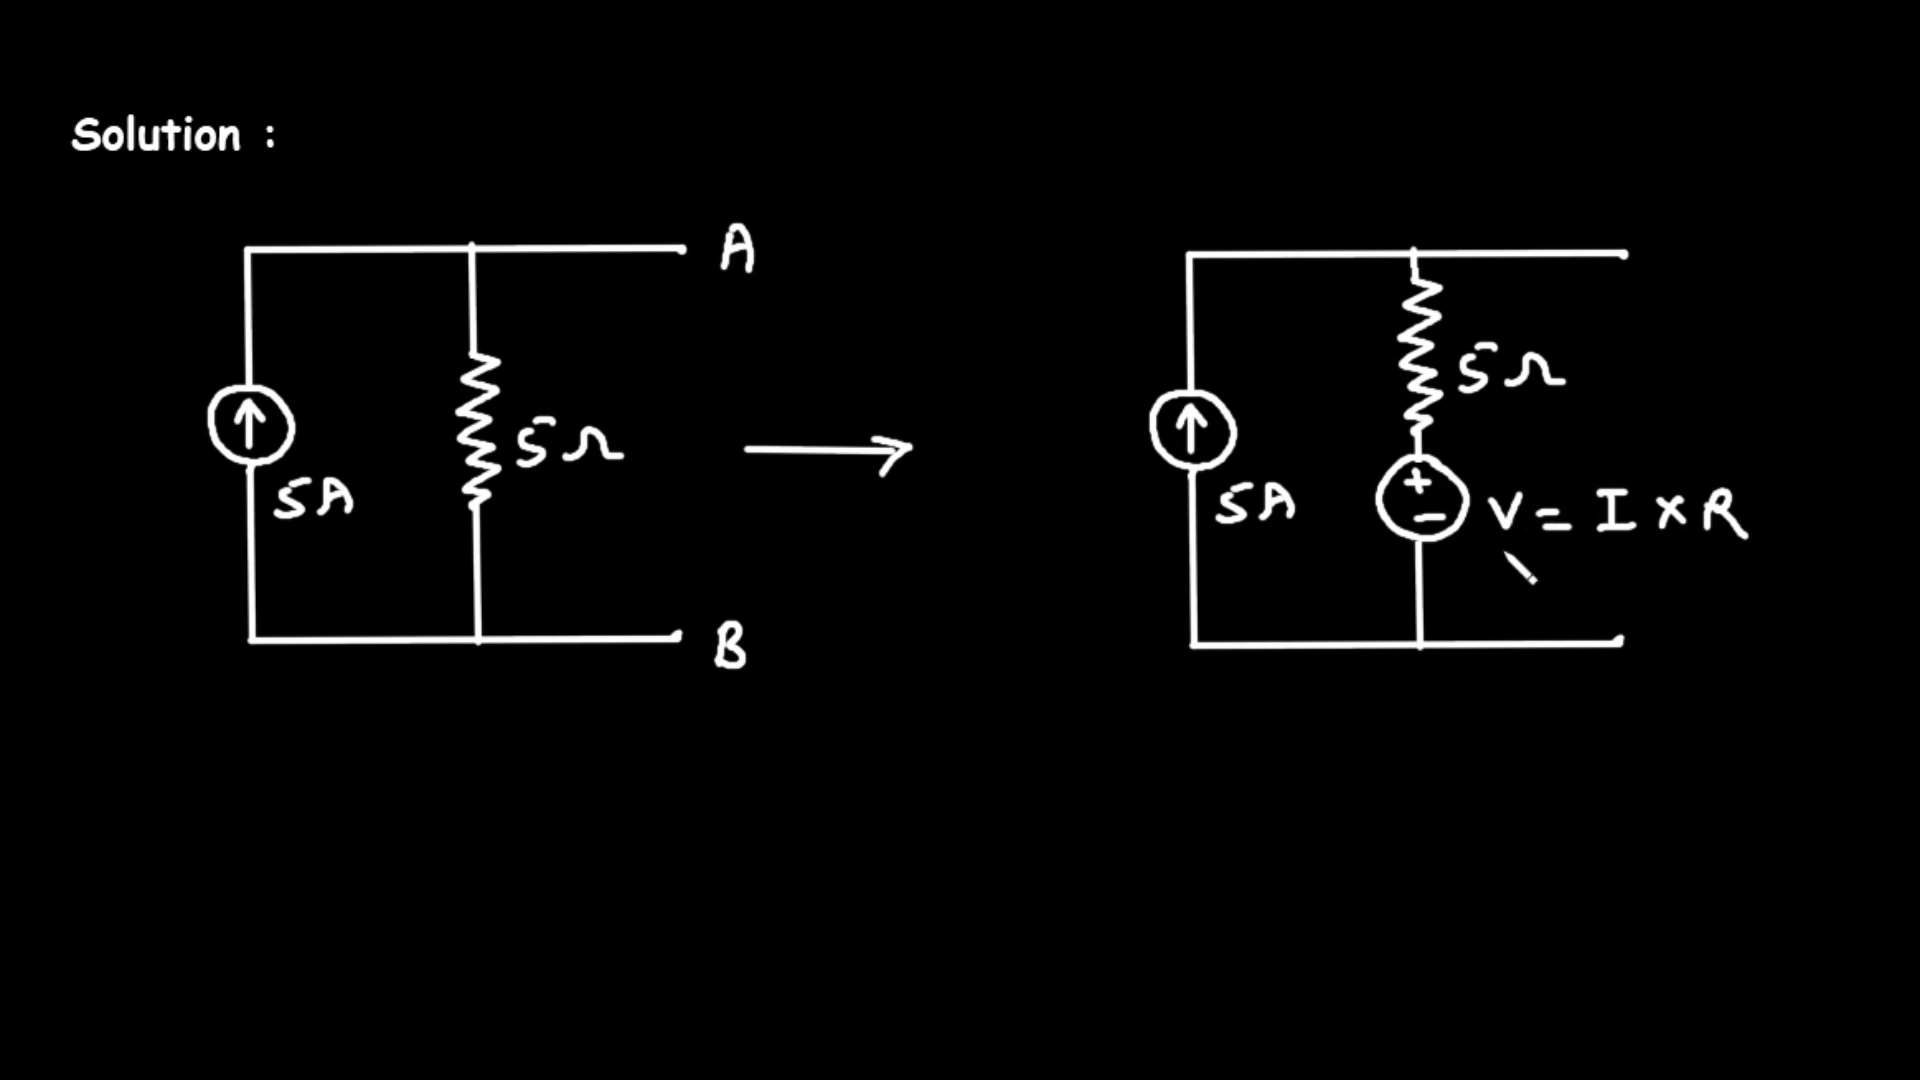 Solution :
A
5Ω
5A
B
5Ω
5A
+
−
V = I × R